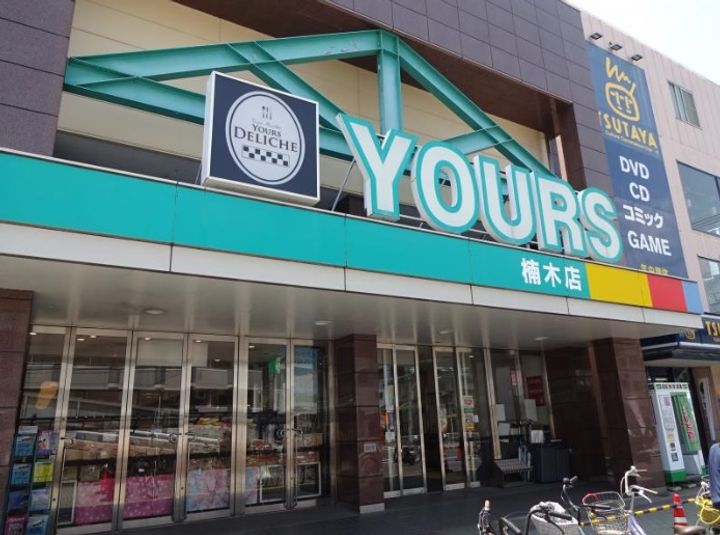 YOURS
DELICHE
YOURS
楠木店
TSUTAYA
DVD
CD
コミック
GAME